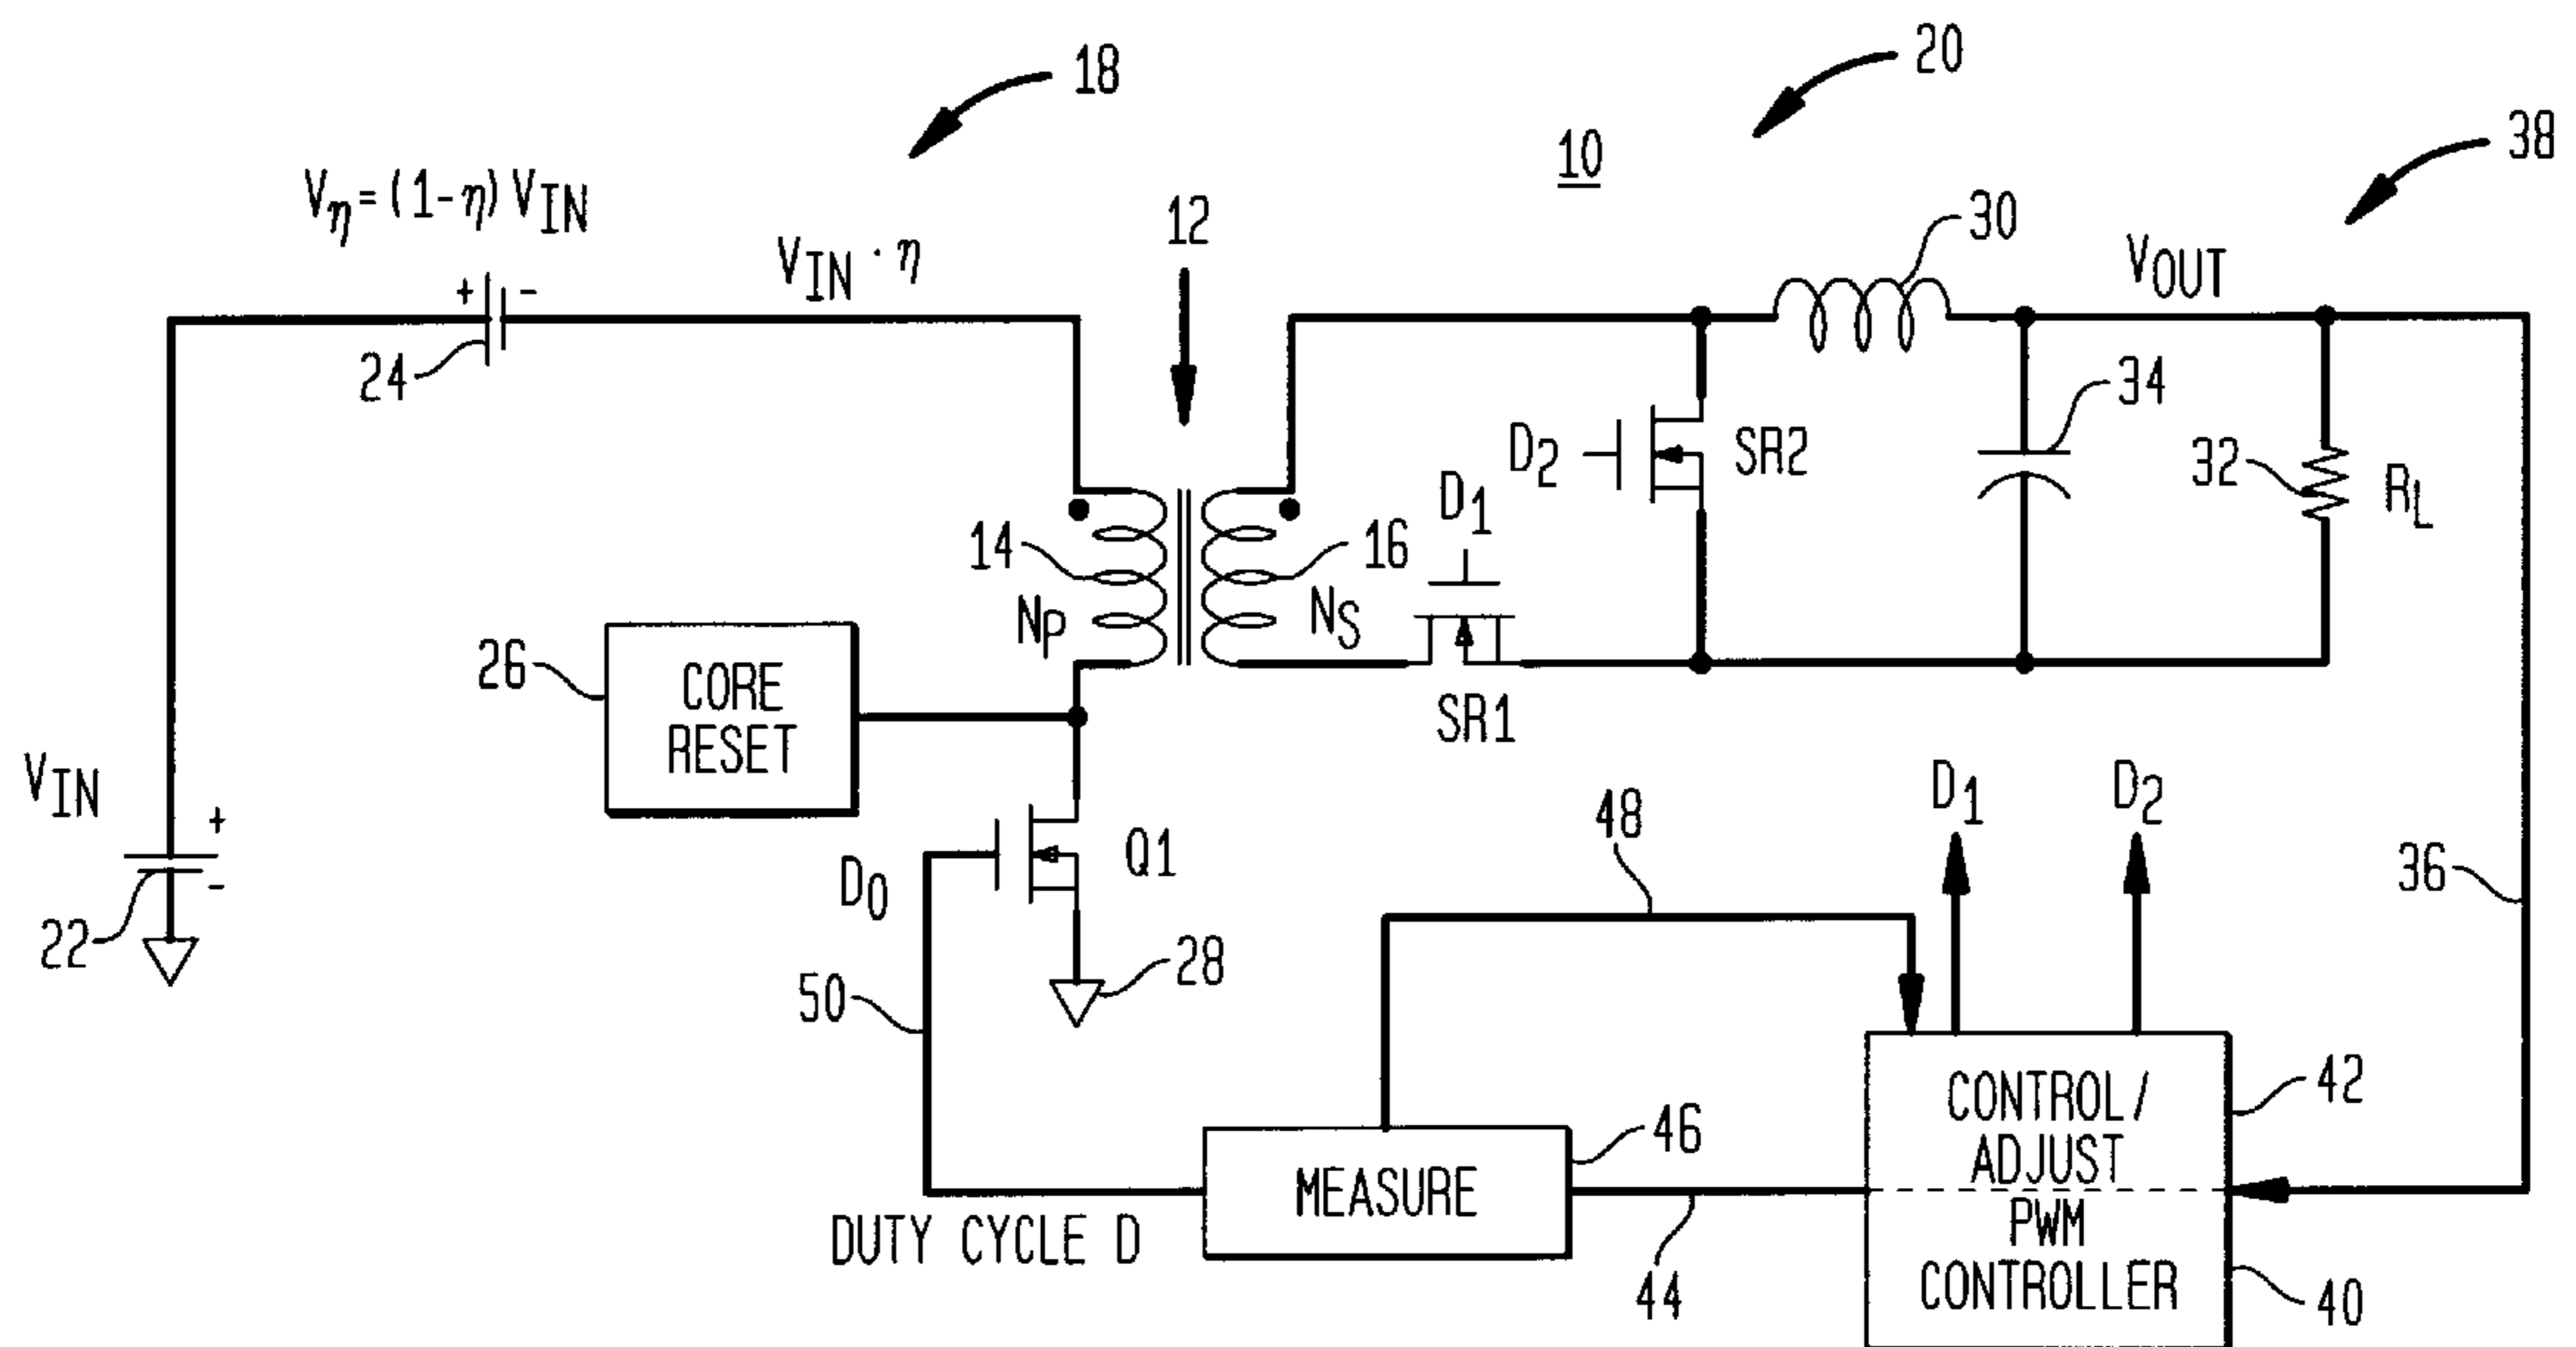 18
20
10
38
Vη=(1-η)VIN
VIN · η
12
30
VOUT
24
34
D2
SR2
32
RL
D1
14
16
NP
NS
26
CORE
RESET
SR1
VIN
+
-
+ -
22
D0
Q1
28
48
D1
D2
36
50
CONTROL/
ADJUST
42
MEASURE
46
PWM
CONTROLLER
40
DUTY CYCLE D
44